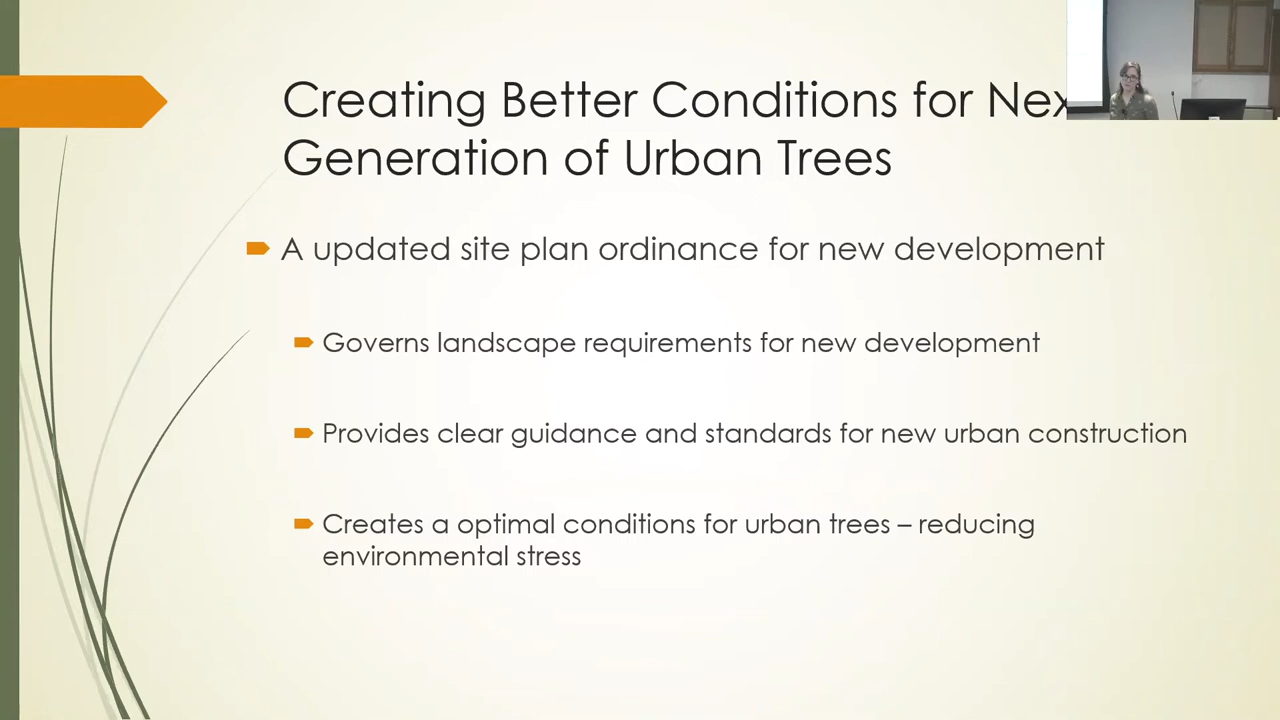 Creating Better Conditions for
Generation of Urban Trees
A updated site plan ordinance for new development
Governs landscape requirements for new development
Provides clear guidance and standards for new urban construction
Creates a optimal conditions for urban trees – reducing
environmental stress